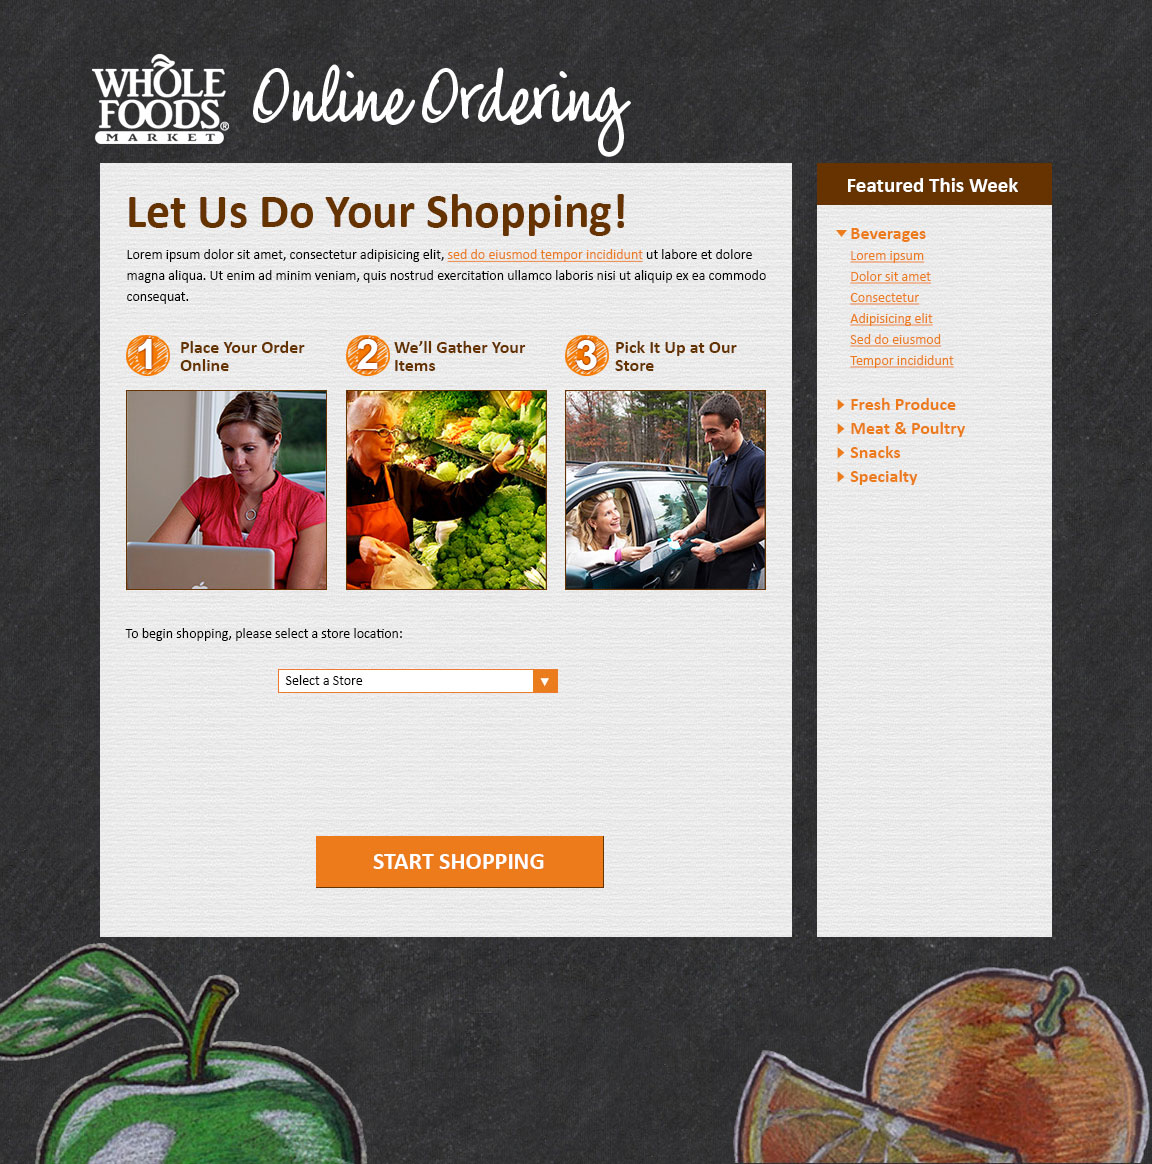 WHOLE
FOODS®
MARKET
Online Ordering
Let Us Do Your Shopping!
Lorem ipsum dolor sit amet, consectetur adipisicing elit, sed do eiusmod tempor incididunt ut labore et dolore
magna aliqua. Ut enim ad minim veniam, quis nostrud exercitation ullamco laboris nisi ut aliquip ex ea commodo
consequat.
1 Place Your Order
Online
2 We’ll Gather Your
Items
3 Pick It Up at Our
Store
To begin shopping, please select a store location:
Select a Store
START SHOPPING
Featured This Week
Beverages
Lorem ipsum
Dolor sit amet
Consectetur
Adipisicing elit
Sed do eiusmod
Tempor incididunt
Fresh Produce
Meat & Poultry
Snacks
Specialty